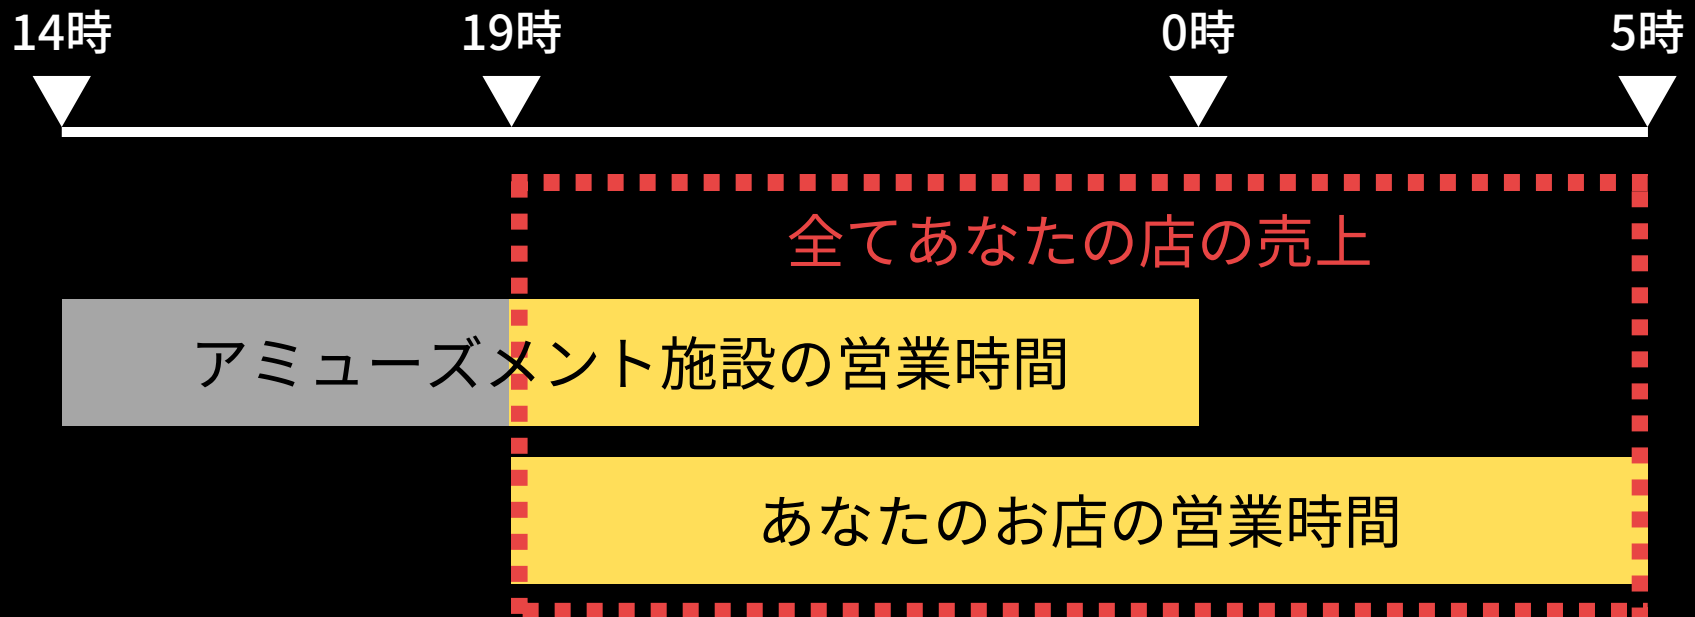 14時 19時 0時 5時
全てあなたの店の売上
アミューズメント施設の営業時間
あなたのお店の営業時間